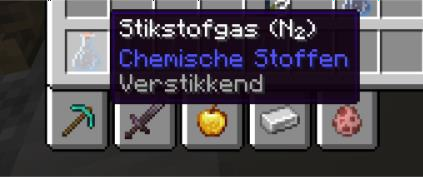 Stikstofgas (N₂)
Chemische Stoffen
Verstikkend